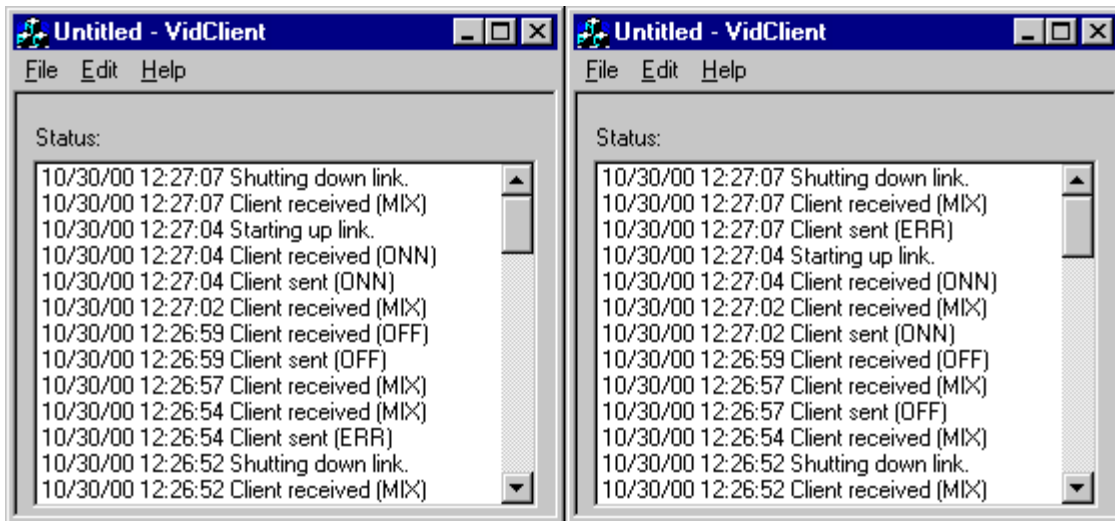 Untitled - VidClient
File Edit Help
Status:
10/30/00 12:27:07 Shutting down link.
10/30/00 12:27:07 Client received (MIX)
10/30/00 12:27:04 Starting up link.
10/30/00 12:27:04 Client received (ONN)
10/30/00 12:27:04 Client sent (ONN)
10/30/00 12:27:02 Client received (MIX)
10/30/00 12:26:59 Client received (OFF)
10/30/00 12:26:59 Client sent (OFF)
10/30/00 12:26:57 Client received (MIX)
10/30/00 12:26:54 Client received (MIX)
10/30/00 12:26:54 Client sent (ERR)
10/30/00 12:26:52 Shutting down link.
10/30/00 12:26:52 Client received (MIX)
Untitled - VidClient
File Edit Help
Status:
10/30/00 12:27:07 Shutting down link.
10/30/00 12:27:07 Client received (MIX)
10/30/00 12:27:07 Client sent (ERR)
10/30/00 12:27:04 Starting up link.
10/30/00 12:27:04 Client received (ONN)
10/30/00 12:27:02 Client received (MIX)
10/30/00 12:27:02 Client sent (ONN)
10/30/00 12:26:59 Client received (OFF)
10/30/00 12:26:57 Client received (MIX)
10/30/00 12:26:57 Client sent (OFF)
10/30/00 12:26:54 Client received (MIX)
10/30/00 12:26:52 Shutting down link.
10/30/00 12:26:52 Client received (MIX)